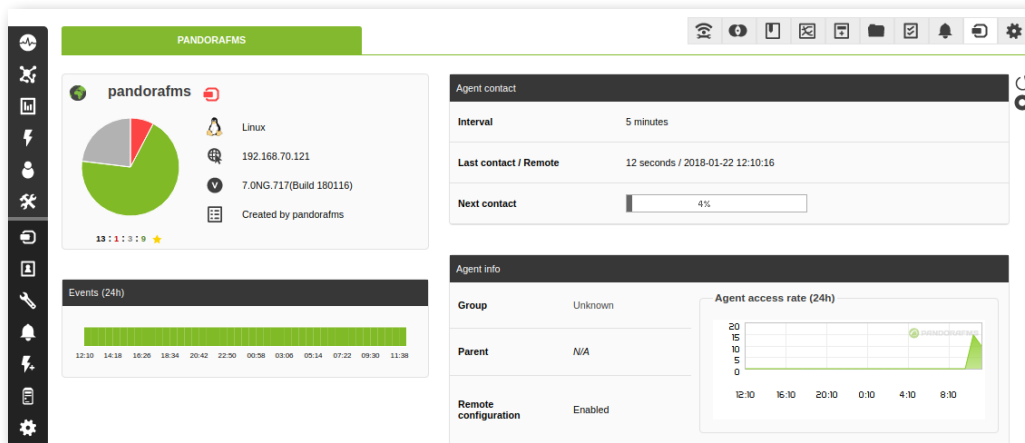 PANDORAFMS
pandorafms
Linux
192.168.70.121
V
7.0NG.717(Build 180116)
Created by pandorafms
13 : 1 : 3 : 9
Events (24h)
12:10 14:18 16:26 18:34 20:42 22:50 00:58 03:06 05:14 07:22 09:30 11:38
Agent contact
Interval 5 minutes
Last contact / Remote 12 seconds / 2018-01-22 12:10:16
Next contact 4%
Agent info
Group Unknown
Parent N/A
Remote
configuration Enabled
Agent access rate (24h)
PANDORAFMS
20
15
10
5
0
12:10 16:10 20:10 0:10 4:10 8:10